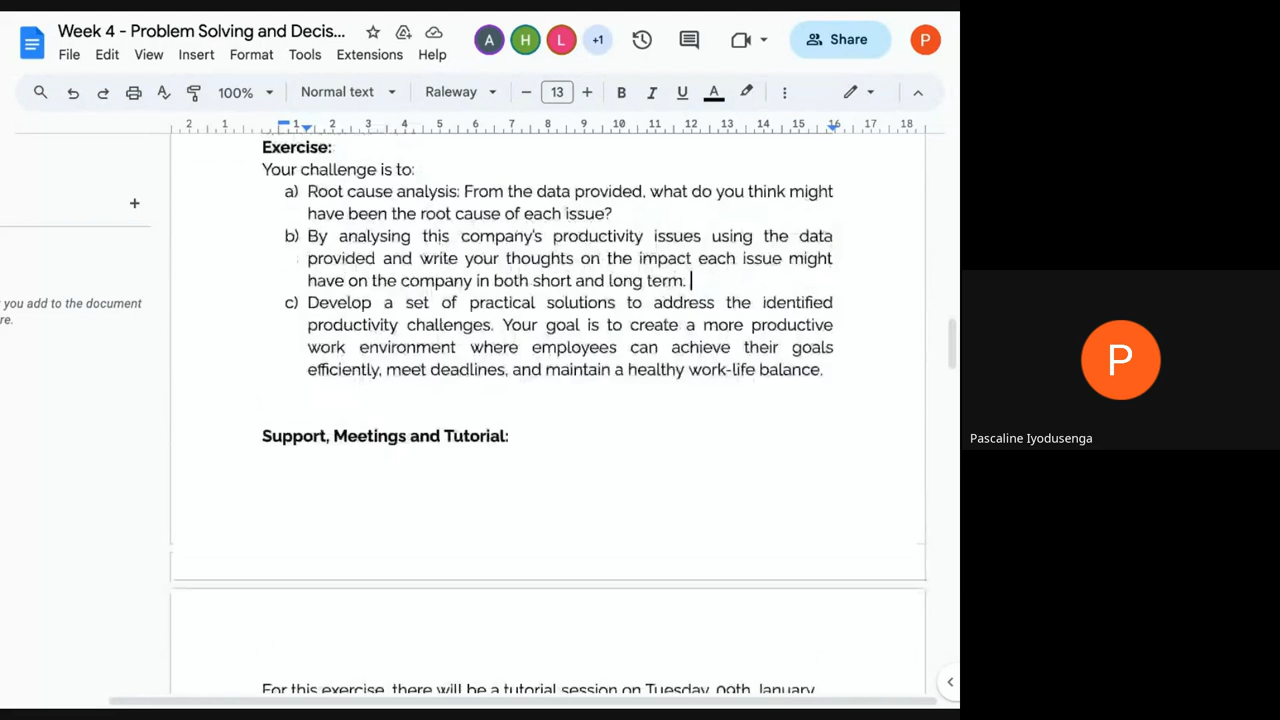 Week 4 - Problem Solving and Decis...
File Edit View Insert Format Tools Extensions Help
A H L +1
Share
P
100% Normal text Raleway 13 B I U A
2 1 1 2 3 4 5 6 7 8 9 10 11 12 13 14 15 16 17 18
you add to the document
re.
Exercise:
Your challenge is to:
a) Root cause analysis: From the data provided, what do you think might
have been the root cause of each issue?
b) By analysing this company's productivity issues using the data
provided and write your thoughts on the impact each issue might
have on the company in both short and long term.
c) Develop a set of practical solutions to address the identified
productivity challenges. Your goal is to create a more productive
work environment where employees can achieve their goals
efficiently, meet deadlines, and maintain a healthy work-life balance.
Support, Meetings and Tutorial:
For this exercise, there will be a tutorial session on Tuesday, 09th, January
P
Pascaline Iyodusenga